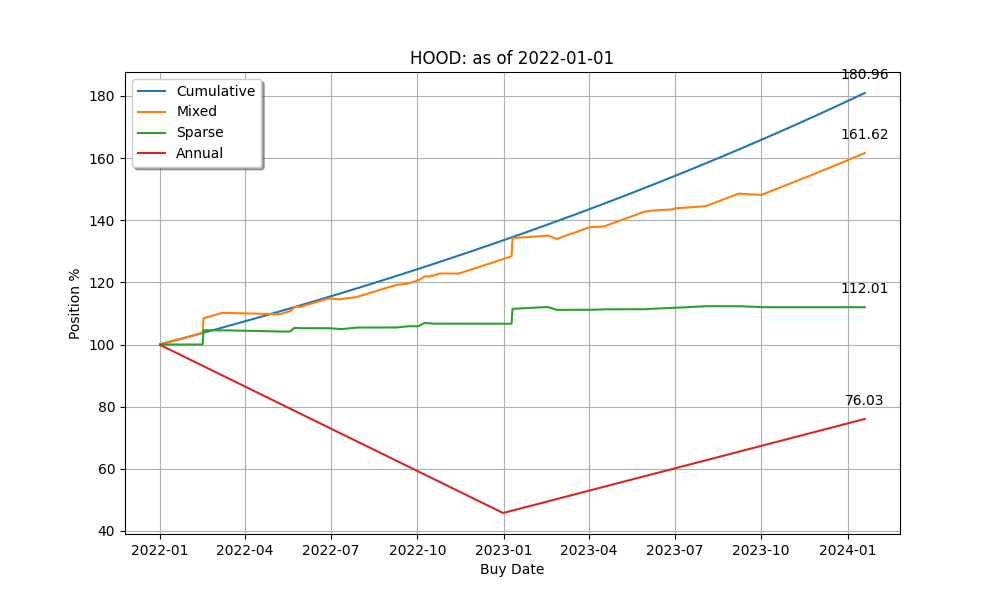 HOOD: as of 2022-01-01
Cumulative
Mixed
Sparse
Annual
180.96
161.62
112.01
76.03
Position %
180
160
140
120
100
80
60
40
2022-01 2022-04 2022-07 2022-10 2023-01 2023-04 2023-07 2023-10 2024-01
Buy Date